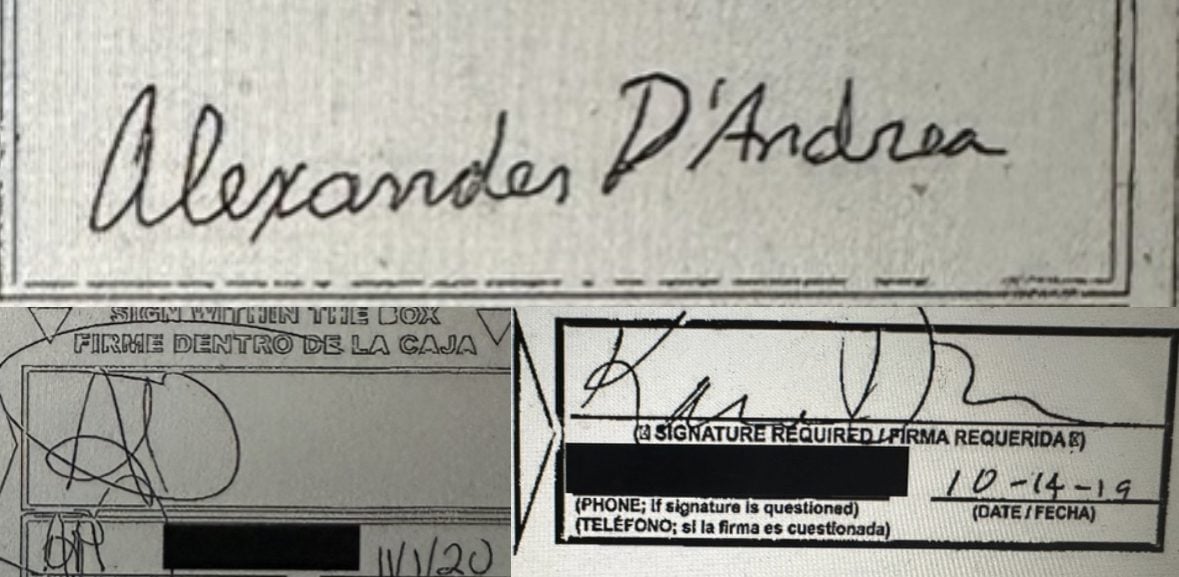 Alexander D'Andrea
SIGN WITHIN THE BOX
FIRME DENTRO DE LA CAJA
AD
11/1/20
(X SIGNATURE REQUIRED / FIRMA REQUERIDA X)
10-14-19
(PHONE; If signature is questioned)
(DATE / FECHA)
(TELÉFONO; si la firma es cuestionada)